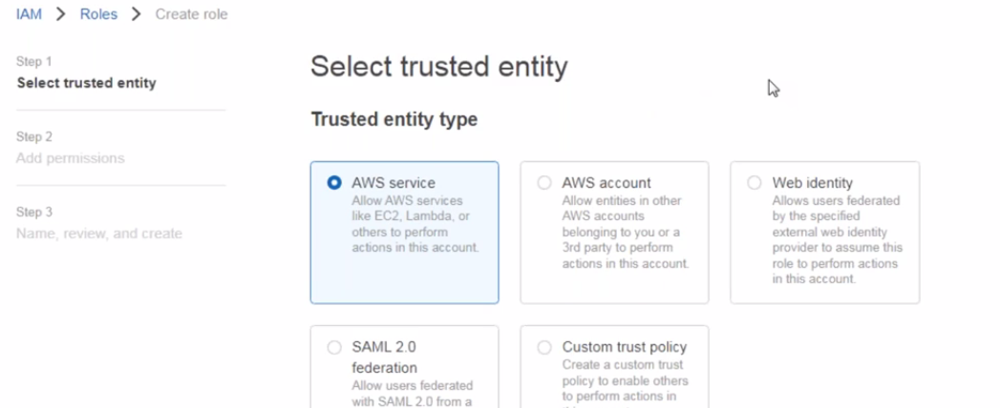 IAM > Roles > Create role
Step 1
Select trusted entity
Step 2
Add permissions
Step 3
Name, review, and create
Select trusted entity
Trusted entity type
AWS service
Allow AWS services
like EC2, Lambda, or
others to perform
actions in this account.
AWS account
Allow entities in other
AWS accounts
belonging to you or a
3rd party to perform
actions in this account.
Web identity
Allows users federated
by the specified
external web identity
provider to assume this
role to perform actions
in this account.
SAML 2.0
federation
Allow users federated
with SAML 2.0 from a
Custom trust policy
Create a custom trust
policy to enable others
to perform actions in